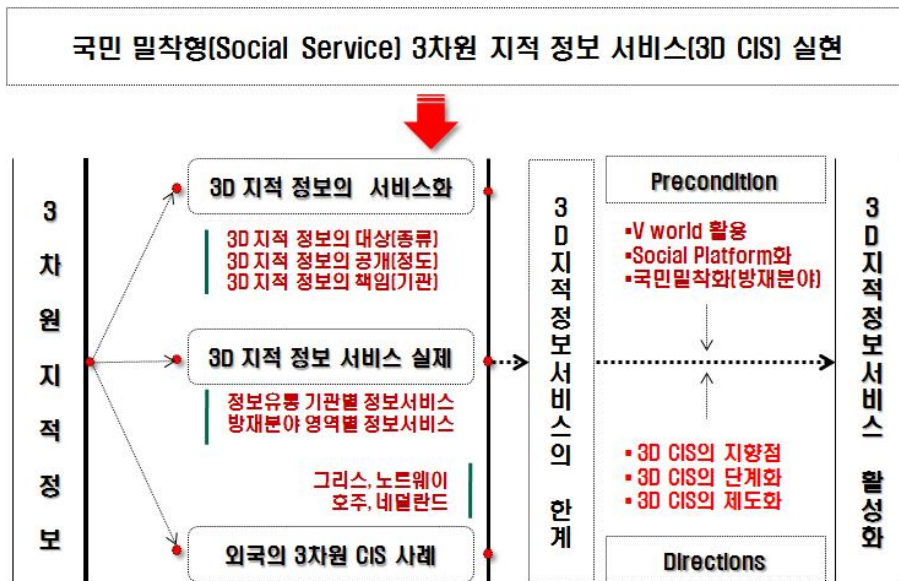 국민 밀착형(Social Service) 3차원 지적 정보 서비스(3D CIS) 실현
3차원지적정보
3D 지적 정보의 서비스화
3D 지적 정보의 대상(종류)
3D 지적 정보의 공개(정도)
3D 지적 정보의 책임(기관)
3D 지적 정보 서비스 실제
정보유통 기관별 정보서비스
방재분야 영역별 정보서비스
그리스, 노트웨이
호주, 네덜란드
외국의 3차원 CIS 사례
3D지적정보서비스의 한계
Precondition
▪V world 활용
▪Social Platform화
▪국민밀착화(방재분야)
▪ 3D CIS의 지향점
▪ 3D CIS의 단계화
▪ 3D CIS의 제도화
Directions
3D지적정보서비스 활성화